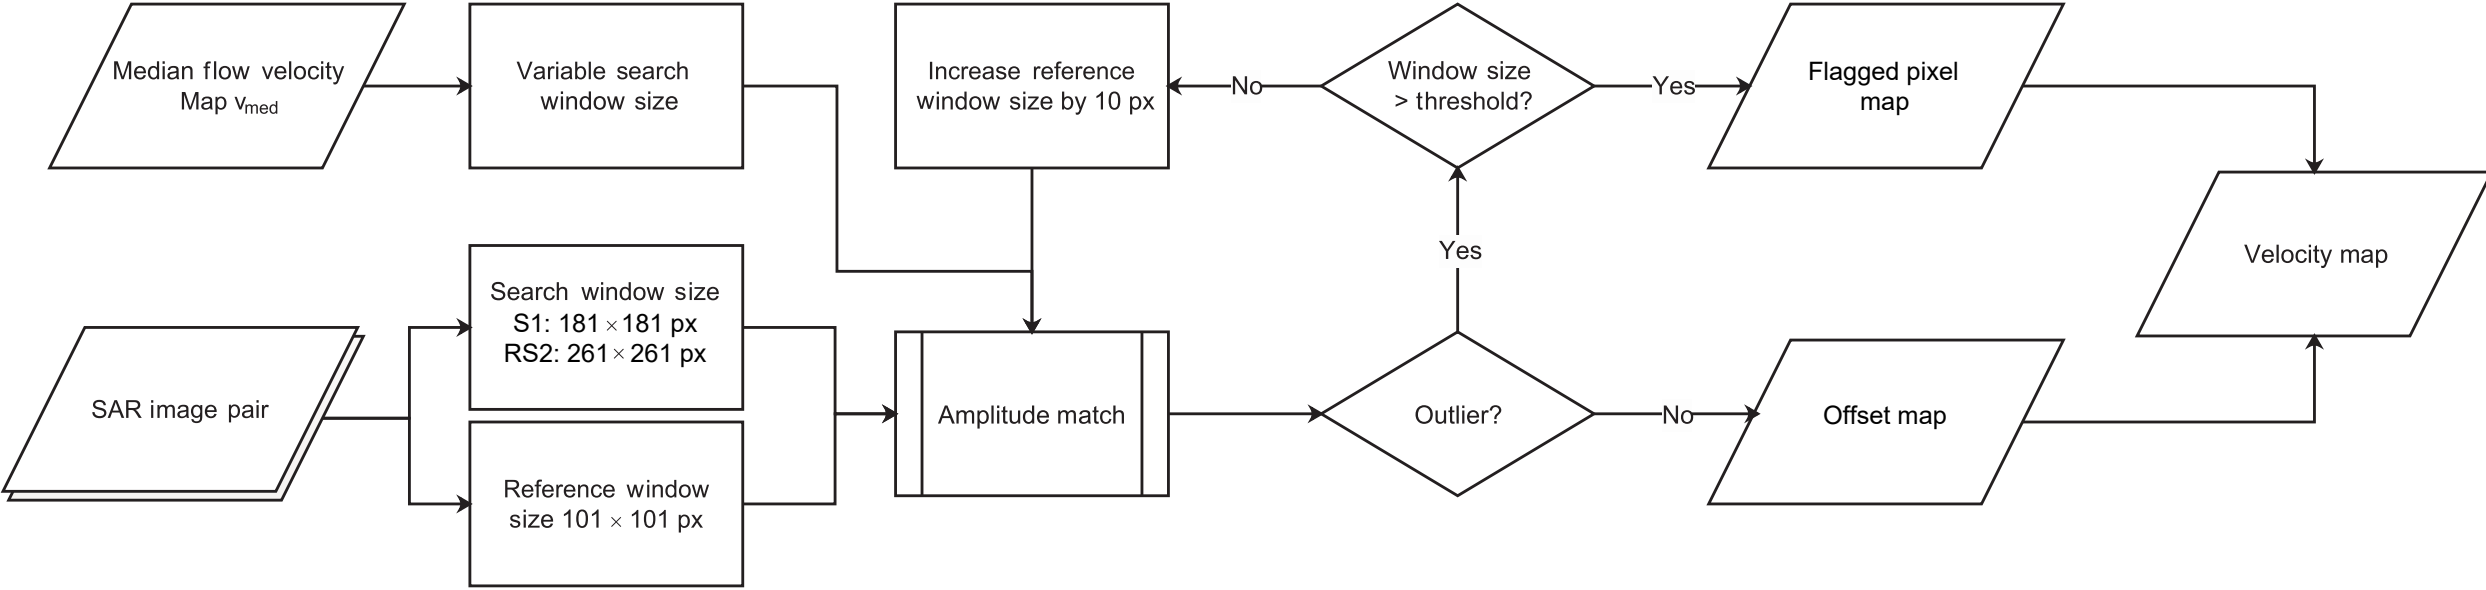 Median flow velocity
Map vmed
Variable search
window size
Increase reference
window size by 10 px
No
Window size
> threshold?
Yes
Flagged pixel
map
Velocity map
Yes
SAR image pair
Search window size
S1: 181 × 181 px
RS2: 261 × 261 px
Reference window
size 101 × 101 px
Amplitude match
Outlier?
No
Offset map